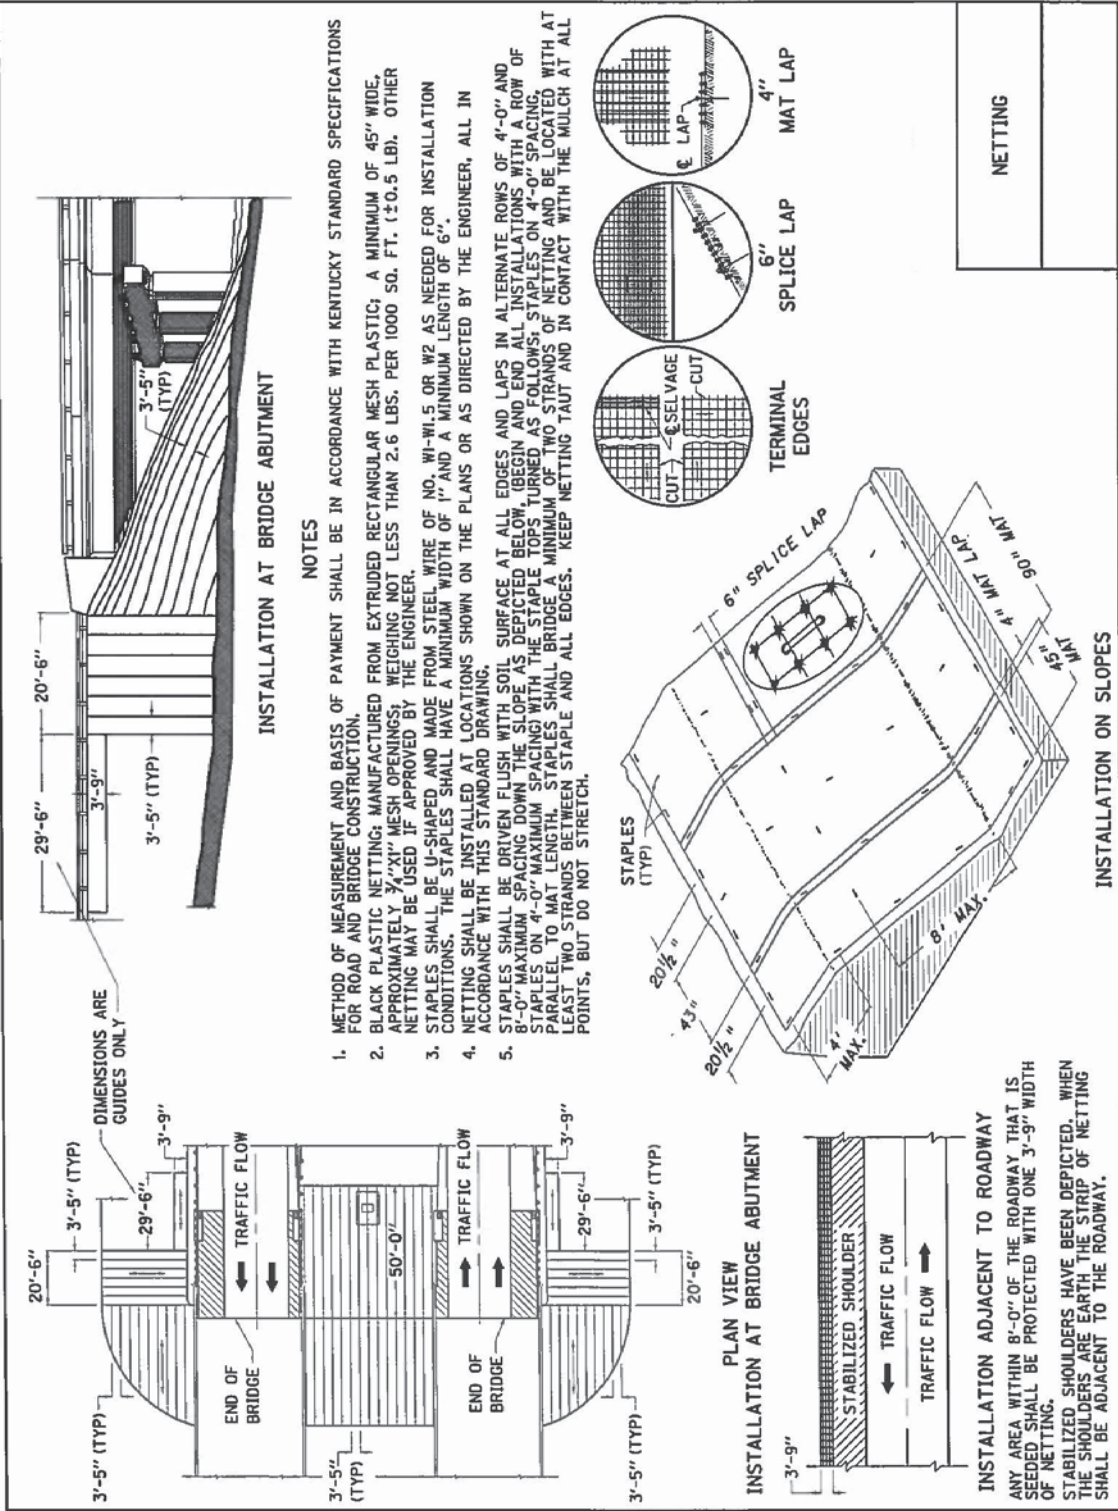 DIMENSIONS ARE
GUIDES ONLY
29'-6"
20'-6"
3'-9"
3'-5" (TYP)
3'-5"
(TYP)
INSTALLATION AT BRIDGE ABUTMENT
NOTES
1. METHOD OF MEASUREMENT AND BASIS OF PAYMENT SHALL BE IN ACCORDANCE WITH KENTUCKY STANDARD SPECIFICATIONS
FOR ROAD AND BRIDGE CONSTRUCTION.
2. BLACK PLASTIC NETTING: MANUFACTURED FROM EXTRUDED RECTANGULAR MESH PLASTIC; A MINIMUM OF 45" WIDE,
APPROXIMATELY 3/4"X1" MESH OPENINGS; WEIGHING NOT LESS THAN 2.6 LBS. PER 1000 SQ. FT. (±0.5 LB). OTHER
NETTING MAY BE USED IF APPROVED BY THE ENGINEER.
3. STAPLES SHALL BE U-SHAPED AND MADE FROM STEEL WIRE OF NO. W1-W1.5 OR W2 AS NEEDED FOR INSTALLATION
CONDITIONS. THE STAPLES SHALL HAVE A MINIMUM WIDTH OF 1" AND A MINIMUM LENGTH OF 6".
4. NETTING SHALL BE INSTALLED AT LOCATIONS SHOWN ON THE PLANS OR AS DIRECTED BY THE ENGINEER, ALL IN
ACCORDANCE WITH THIS STANDARD DRAWING.
5. STAPLES SHALL BE DRIVEN FLUSH WITH SOIL SURFACE AT ALL EDGES AND LAPS IN ALTERNATE ROWS OF 4'-0" AND
8'-0" MAXIMUM SPACING DOWN THE SLOPE AS DEPICTED BELOW. (BEGIN AND END ALL INSTALLATIONS WITH A ROW OF
STAPLES ON 4'-0" MAXIMUM SPACING) WITH THE STAPLE TOPS TURNED AS FOLLOWS: STAPLES ON 4'-0" SPACING,
PARALLEL TO MAT LENGTH. STAPLES SHALL BRIDGE A MINIMUM OF TWO STRANDS OF NETTING AND BE LOCATED WITH AT
LEAST TWO STRANDS BETWEEN STAPLE AND ALL EDGES. KEEP NETTING TAUT AND IN CONTACT WITH THE MULCH AT ALL
POINTS, BUT DO NOT STRETCH.
20'-6"
3'-5" (TYP)
29'-6"
3'-9"
3'-5" (TYP)
TRAFFIC FLOW
END OF
BRIDGE
50'-0"
3'-5"
(TYP)
END OF
BRIDGE
TRAFFIC FLOW
3'-9"
29'-6"
3'-5" (TYP)
3'-5" (TYP)
20'-6"
PLAN VIEW
INSTALLATION AT BRIDGE ABUTMENT
3'-9"
STABILIZED SHOULDER
TRAFFIC FLOW
TRAFFIC FLOW
INSTALLATION ADJACENT TO ROADWAY
ANY AREA WITHIN 8'-0" OF THE ROADWAY THAT IS
SEEDED SHALL BE PROTECTED WITH ONE 3'-9" WIDTH
OF NETTING.
STABILIZED SHOULDERS HAVE BEEN DEPICTED. WHEN
THE SHOULDERS ARE EARTH THE STRIP OF NETTING
SHALL BE ADJACENT TO THE ROADWAY.
STAPLES
(TYP)
6" SPLICE LAP
20 1/2"
43"
20 1/2"
4'
MAX.
8' MAX.
45"
MAT
4" MAT LAP
90" MAT
INSTALLATION ON SLOPES
CUT
℄ SELVAGE
CUT
TERMINAL
EDGES
6"
SPLICE LAP
℄ LAP
4"
MAT LAP
NETTING